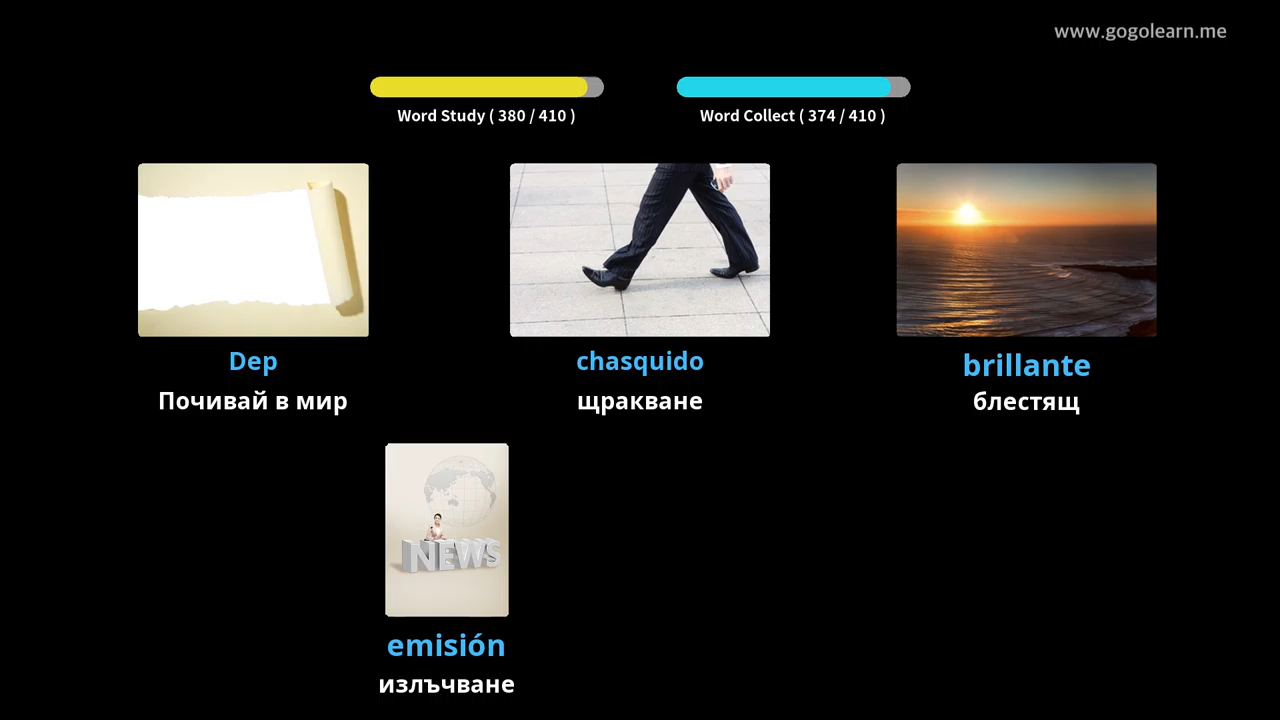 www.gogolearn.me
Word Study ( 380 / 410 )
Word Collect ( 374 / 410 )
Dep
chasquido
brillante
Почивай в мир
щракване
блестящ
NEWS
emisión
излъчване